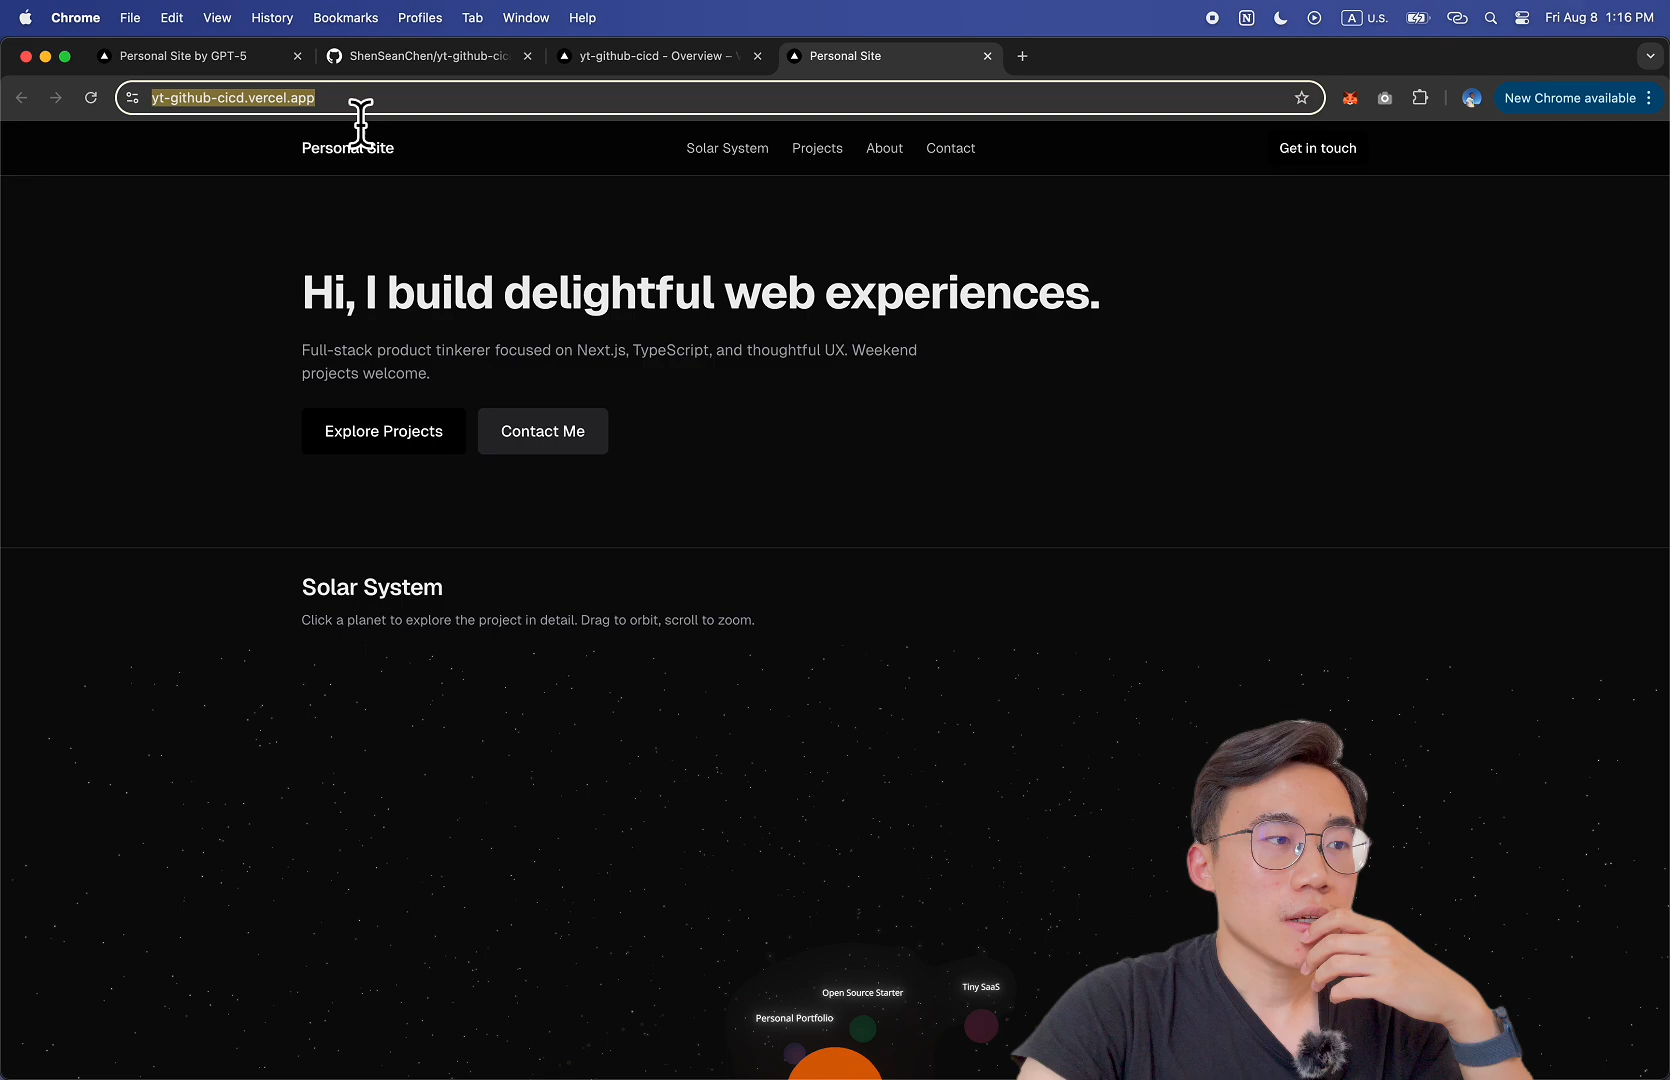 Chrome File Edit View History Bookmarks Profiles Tab Window Help A U.S. Fri Aug 8 1:16 PM
Personal Site by GPT-5 ShenSeanChen/yt-github-cic yt-github-cicd - Overview – Personal Site
yt-github-cicd.vercel.app New Chrome available
Personal Site Solar System Projects About Contact Get in touch
Hi, I build delightful web experiences.
Full-stack product tinkerer focused on Next.js, TypeScript, and thoughtful UX. Weekend
projects welcome.
Explore Projects Contact Me
Solar System
Click a planet to explore the project in detail. Drag to orbit, scroll to zoom.
Tiny SaaS
Open Source Starter
Personal Portfolio